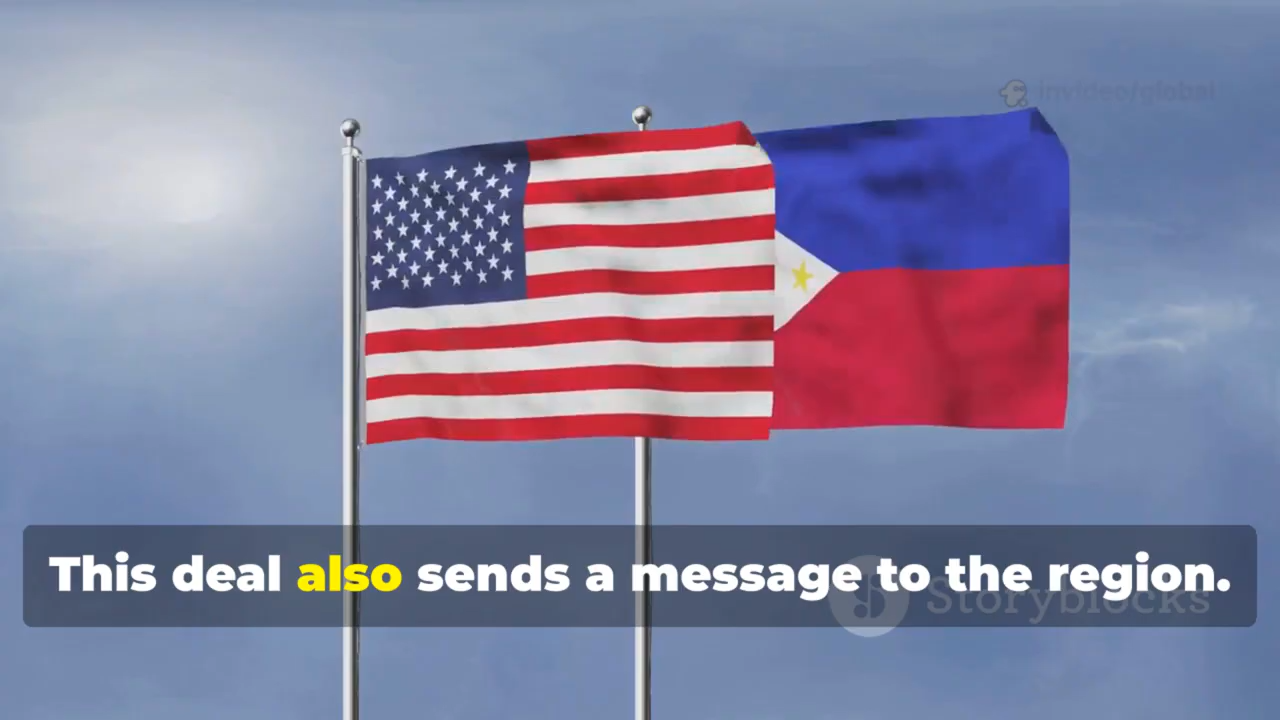 invideo/global
This deal also sends a message to the region.
Storyblocks